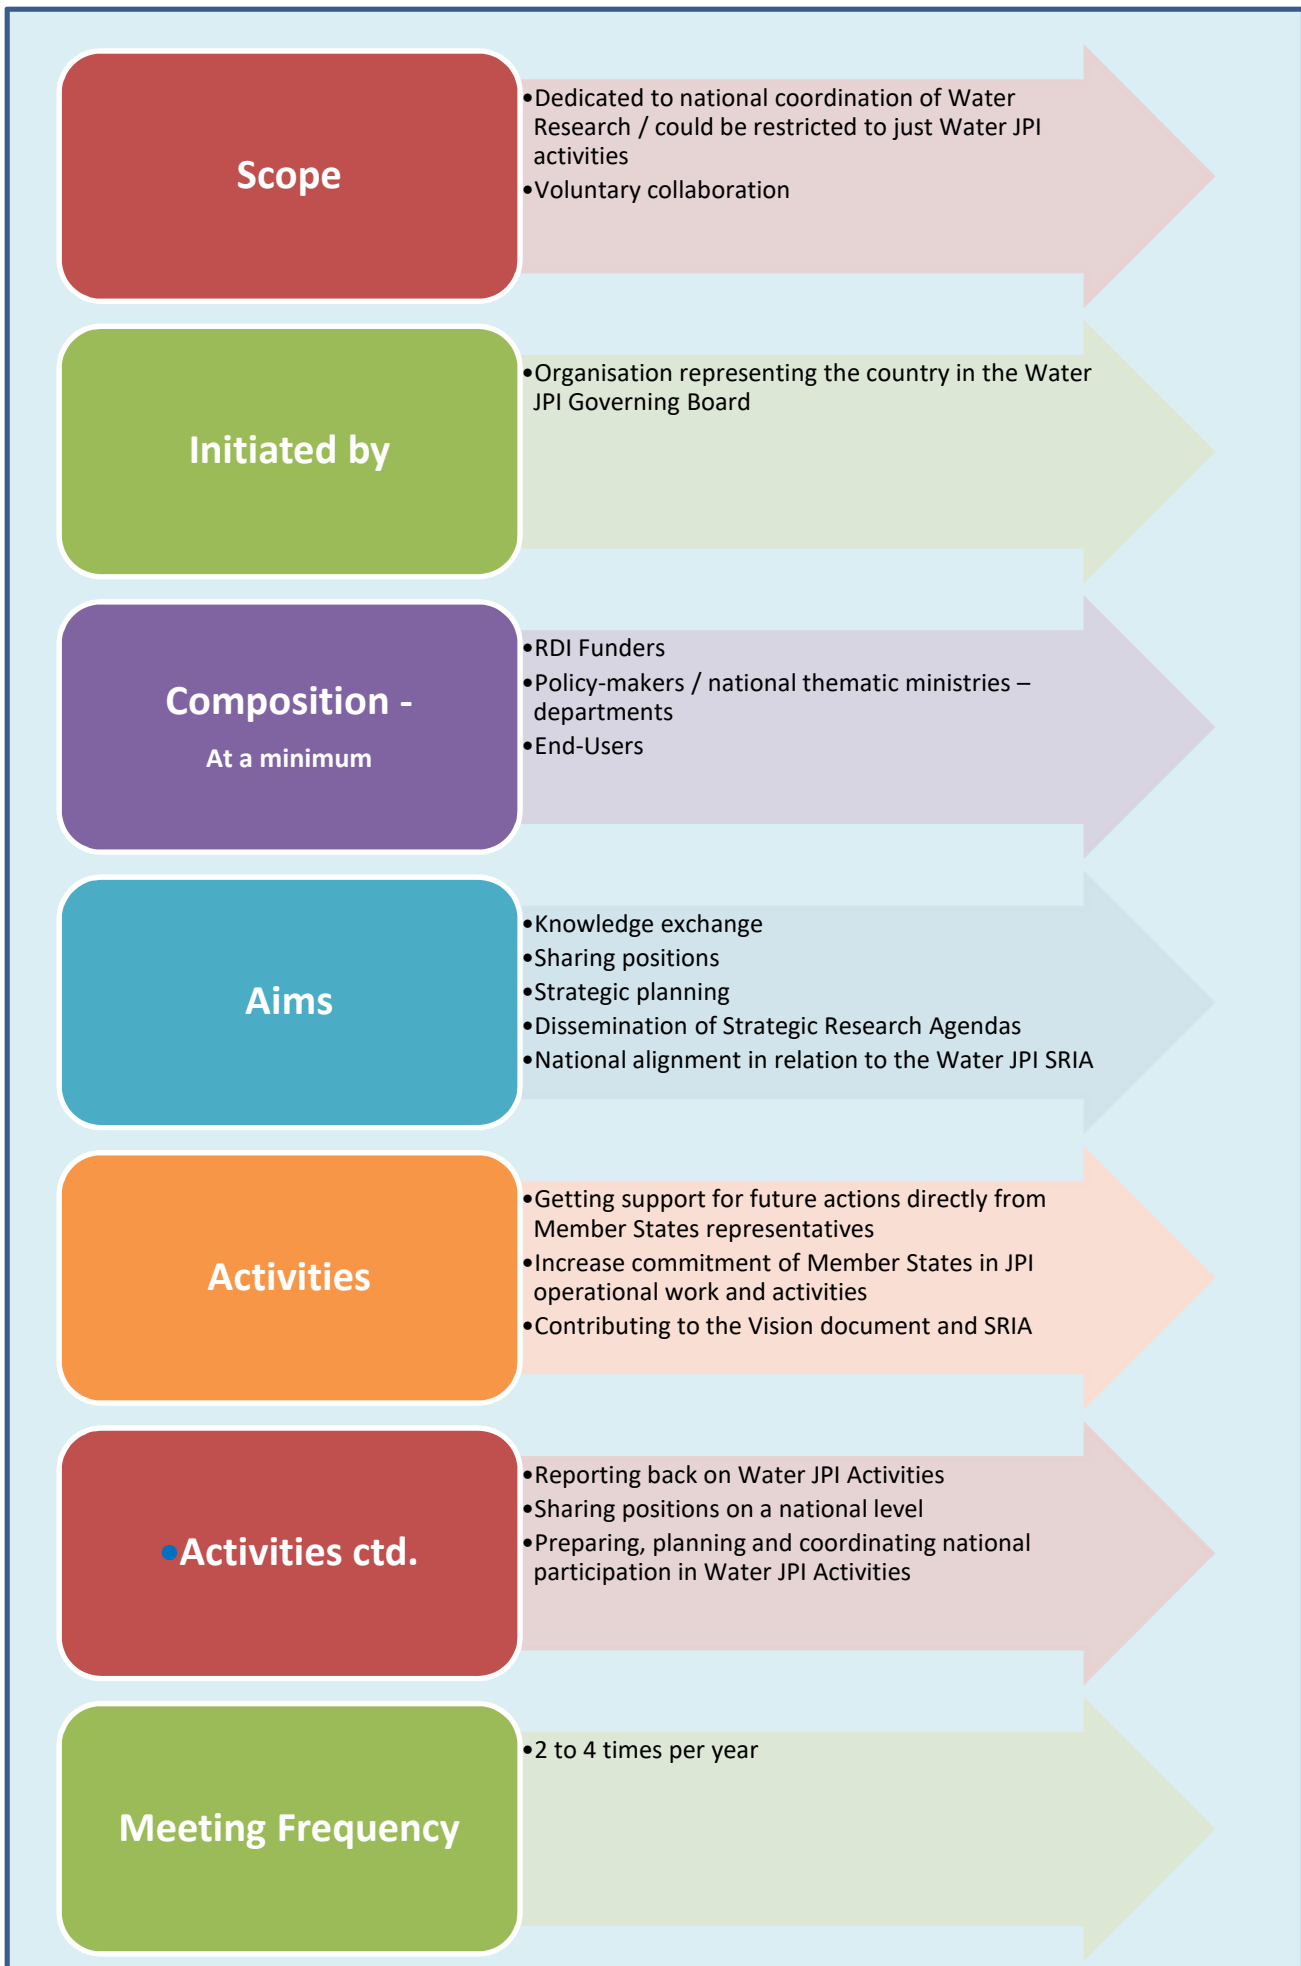 Scope
•Dedicated to national coordination of Water
Research / could be restricted to just Water JPI
activities
•Voluntary collaboration
Initiated by
•Organisation representing the country in the Water
JPI Governing Board
Composition -
At a minimum
•RDI Funders
•Policy-makers / national thematic ministries –
departments
•End-Users
Aims
•Knowledge exchange
•Sharing positions
•Strategic planning
•Dissemination of Strategic Research Agendas
•National alignment in relation to the Water JPI SRIA
Activities
•Getting support for future actions directly from
Member States representatives
•Increase commitment of Member States in JPI
operational work and activities
•Contributing to the Vision document and SRIA
•Activities ctd.
•Reporting back on Water JPI Activities
•Sharing positions on a national level
•Preparing, planning and coordinating national
participation in Water JPI Activities
Meeting Frequency
•2 to 4 times per year